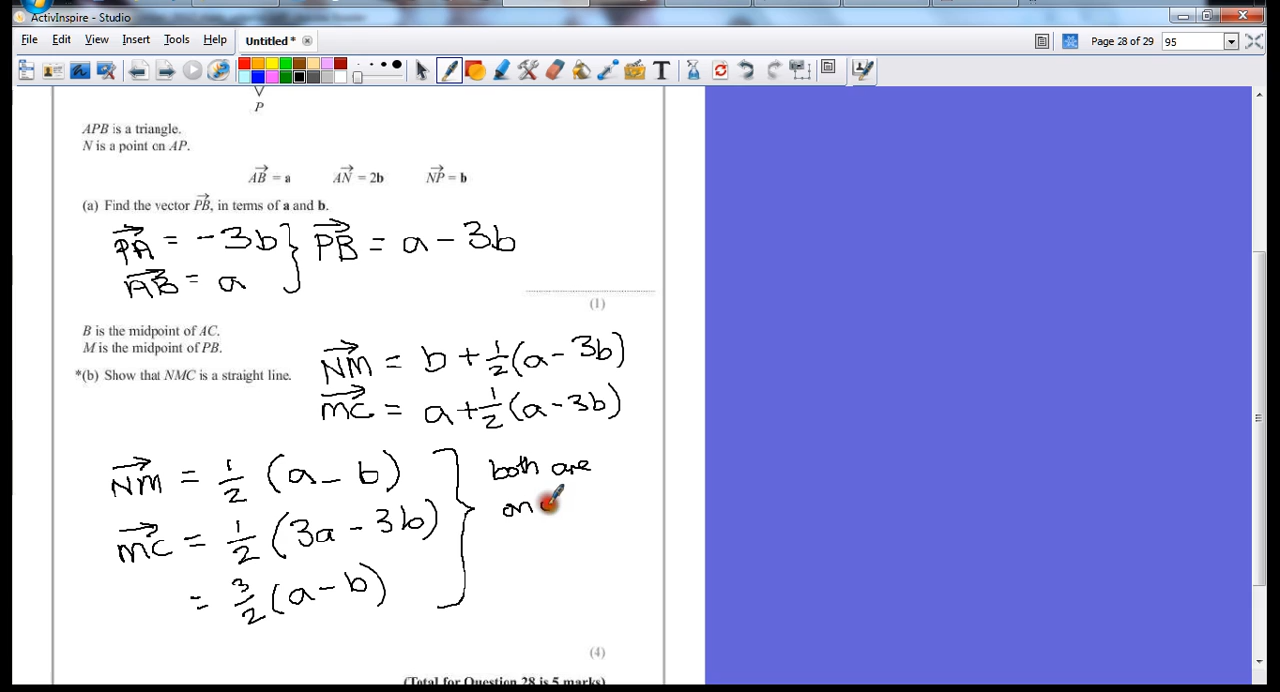 ActivInspire - Studio
File Edit View Insert Tools Help Untitled * Page 28 of 29 95
P
APB is a triangle.
N is a point on AP.
AB = a AN = 2b NP = b
(a) Find the vector PB, in terms of a and b.
PA = -3b } PB = a - 3b
AB = a
(1)
B is the midpoint of AC.
M is the midpoint of PB.
NM = b + 1/2 (a - 3b)
*(b) Show that NMC is a straight line.
MC = a + 1/2 (a - 3b)
NM = 1/2 (a - b) both are
on
MC = 1/2 (3a - 3b)
= 3/2 (a - b)
(4)
(Total for Question 28 is 5 marks)